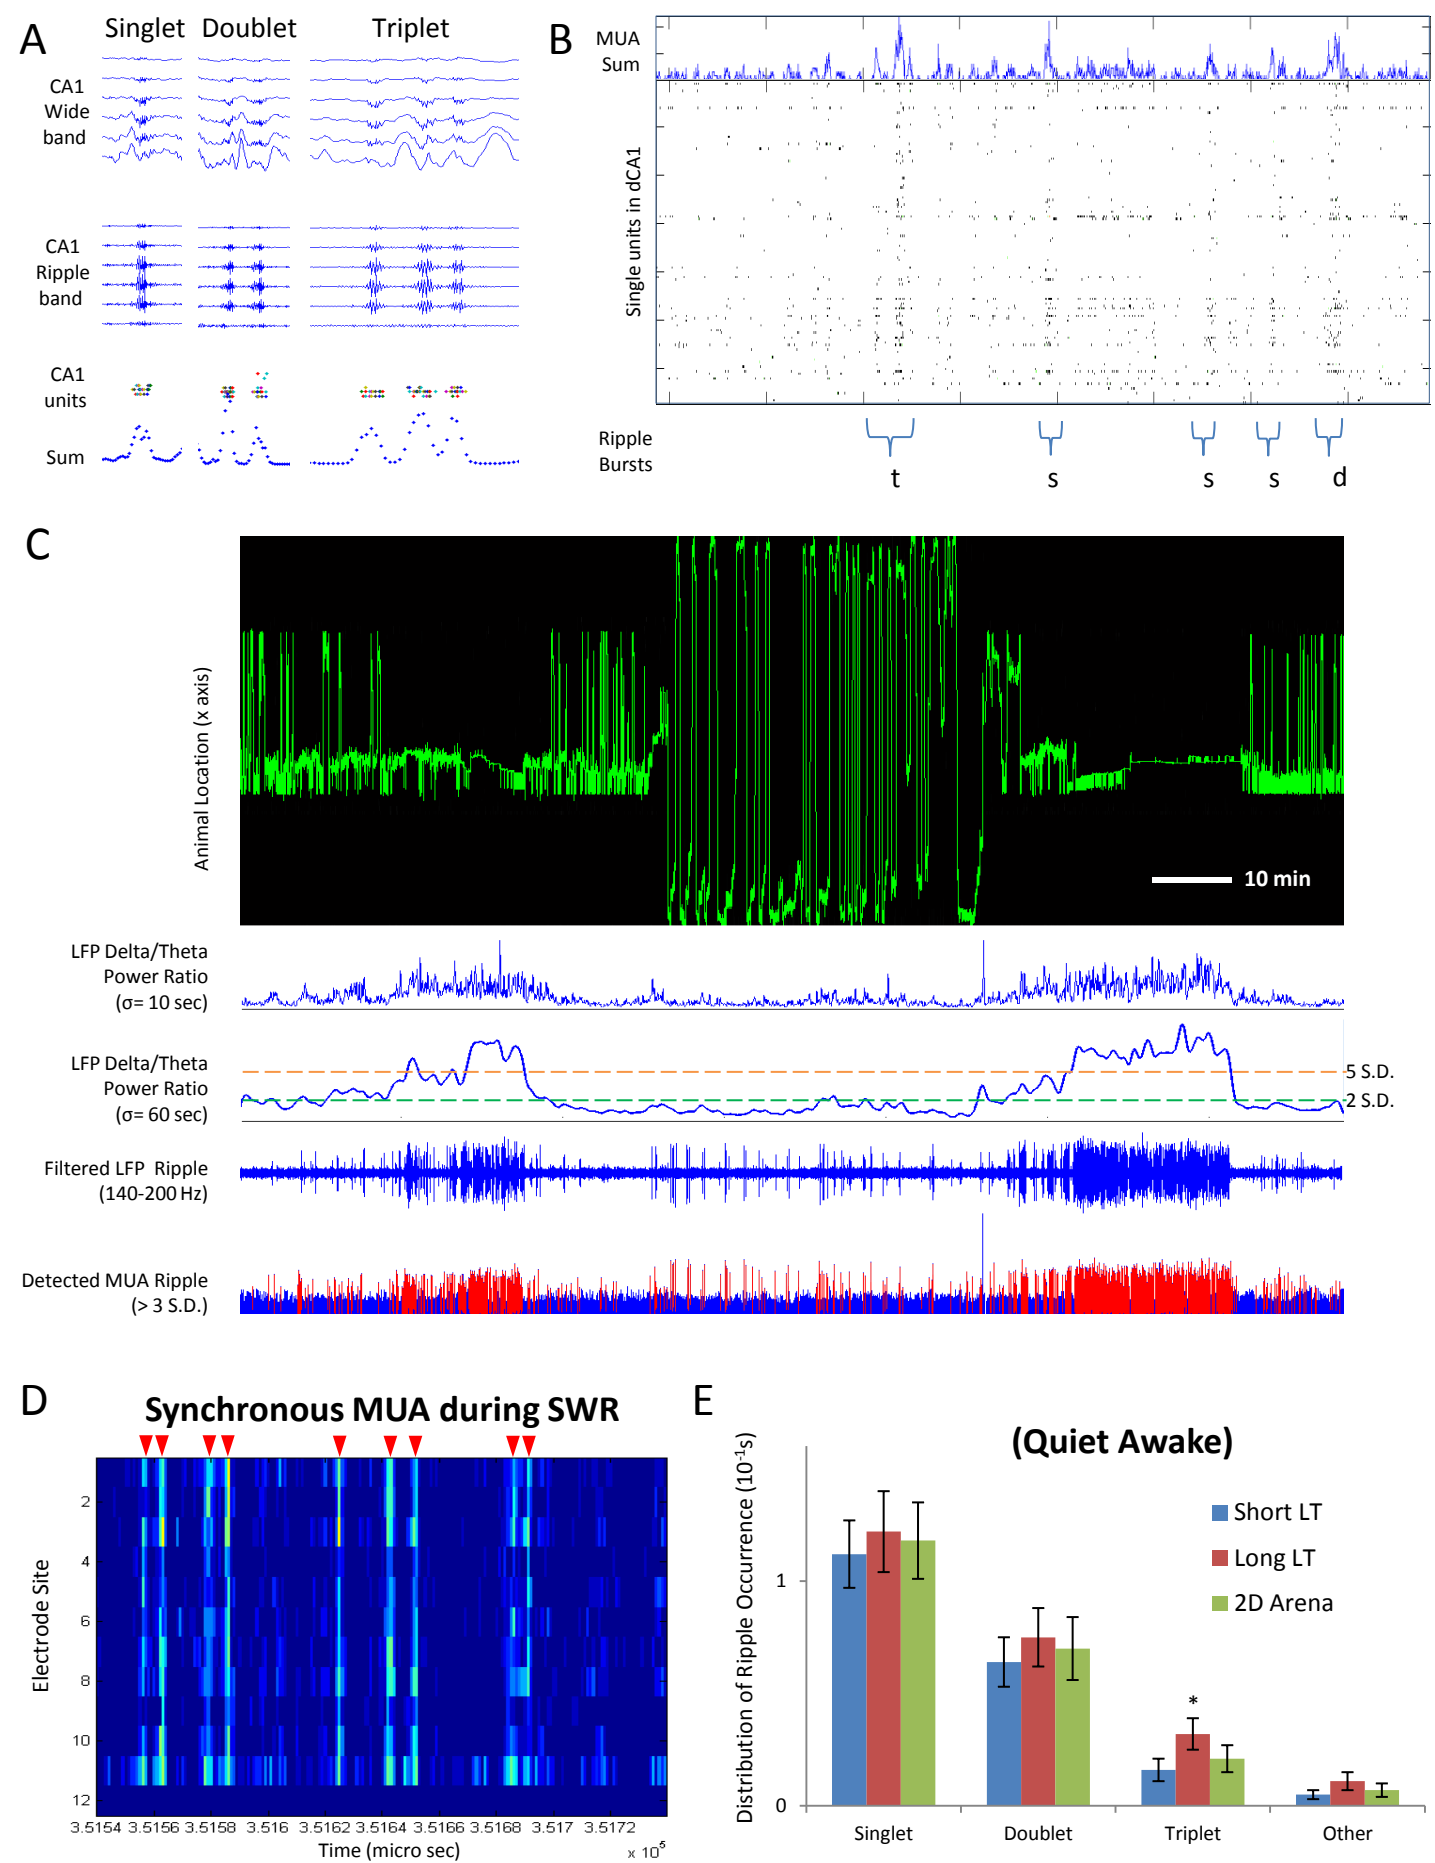 A
Singlet
Doublet
Triplet
CA1
Wide
band
CA1
Ripple
band
CA1
units
Sum
B
MUA
Sum
Single units in dCA1
Ripple
Bursts
t
s
s
s
d
C
Animal Location (x axis)
10 min
LFP Delta/Theta
Power Ratio
(σ= 10 sec)
LFP Delta/Theta
Power Ratio
(σ= 60 sec)
5 S.D.
2 S.D.
Filtered LFP Ripple
(140-200 Hz)
Detected MUA Ripple
(> 3 S.D.)
D
Synchronous MUA during SWR
Electrode Site
2
4
6
8
10
12
3.5154 3.5156 3.5158 3.516 3.5162 3.5164 3.5166 3.5168 3.517 3.5172
Time (micro sec)
x 10⁵
E
(Quiet Awake)
Distribution of Ripple Occurrence (10⁻¹s)
1
0
Short LT
Long LT
2D Arena
*
Singlet
Doublet
Triplet
Other